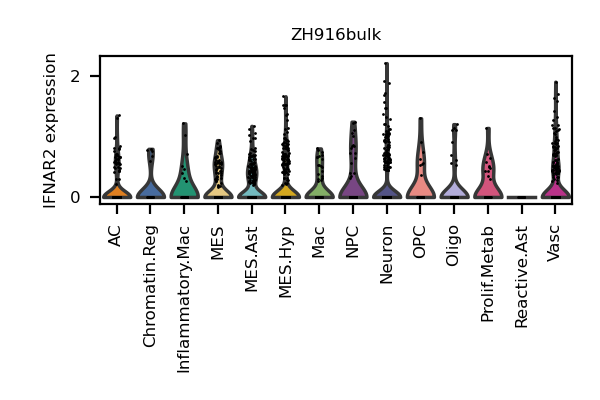 ZH916bulk
IFNAR2 expression
2
0
AC
Chromatin.Reg
Inflammatory.Mac
MES
MES.Ast
MES.Hyp
Mac
NPC
Neuron
OPC
Oligo
Prolif.Metab
Reactive.Ast
Vasc